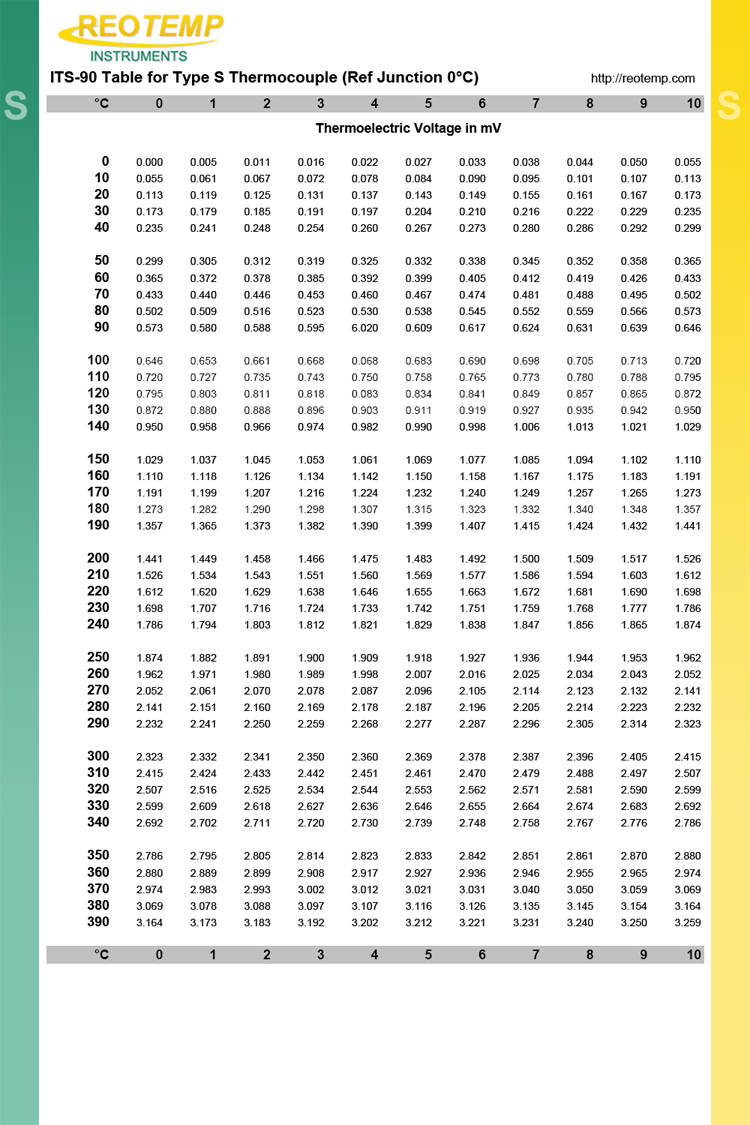 REOTEMP
INSTRUMENTS
ITS-90 Table for Type S Thermocouple (Ref Junction 0°C) http://reotemp.com
S
S
°C 0 1 2 3 4 5 6 7 8 9 10
Thermoelectric Voltage in mV
0 0.000 0.005 0.011 0.016 0.022 0.027 0.033 0.038 0.044 0.050 0.055
10 0.055 0.061 0.067 0.072 0.078 0.084 0.090 0.095 0.101 0.107 0.113
20 0.113 0.119 0.125 0.131 0.137 0.143 0.149 0.155 0.161 0.167 0.173
30 0.173 0.179 0.185 0.191 0.197 0.204 0.210 0.216 0.222 0.229 0.235
40 0.235 0.241 0.248 0.254 0.260 0.267 0.273 0.280 0.286 0.292 0.299
50 0.299 0.305 0.312 0.319 0.325 0.332 0.338 0.345 0.352 0.358 0.365
60 0.365 0.372 0.378 0.385 0.392 0.399 0.405 0.412 0.419 0.426 0.433
70 0.433 0.440 0.446 0.453 0.460 0.467 0.474 0.481 0.488 0.495 0.502
80 0.502 0.509 0.516 0.523 0.530 0.538 0.545 0.552 0.559 0.566 0.573
90 0.573 0.580 0.588 0.595 6.020 0.609 0.617 0.624 0.631 0.639 0.646
100 0.646 0.653 0.661 0.668 0.068 0.683 0.690 0.698 0.705 0.713 0.720
110 0.720 0.727 0.735 0.743 0.750 0.758 0.765 0.773 0.780 0.788 0.795
120 0.795 0.803 0.811 0.818 0.083 0.834 0.841 0.849 0.857 0.865 0.872
130 0.872 0.880 0.888 0.896 0.903 0.911 0.919 0.927 0.935 0.942 0.950
140 0.950 0.958 0.966 0.974 0.982 0.990 0.998 1.006 1.013 1.021 1.029
150 1.029 1.037 1.045 1.053 1.061 1.069 1.077 1.085 1.094 1.102 1.110
160 1.110 1.118 1.126 1.134 1.142 1.150 1.158 1.167 1.175 1.183 1.191
170 1.191 1.199 1.207 1.216 1.224 1.232 1.240 1.249 1.257 1.265 1.273
180 1.273 1.282 1.290 1.298 1.307 1.315 1.323 1.332 1.340 1.348 1.357
190 1.357 1.365 1.373 1.382 1.390 1.399 1.407 1.415 1.424 1.432 1.441
200 1.441 1.449 1.458 1.466 1.475 1.483 1.492 1.500 1.509 1.517 1.526
210 1.526 1.534 1.543 1.551 1.560 1.569 1.577 1.586 1.594 1.603 1.612
220 1.612 1.620 1.629 1.638 1.646 1.655 1.663 1.672 1.681 1.690 1.698
230 1.698 1.707 1.716 1.724 1.733 1.742 1.751 1.759 1.768 1.777 1.786
240 1.786 1.794 1.803 1.812 1.821 1.829 1.838 1.847 1.856 1.865 1.874
250 1.874 1.882 1.891 1.900 1.909 1.918 1.927 1.936 1.944 1.953 1.962
260 1.962 1.971 1.980 1.989 1.998 2.007 2.016 2.025 2.034 2.043 2.052
270 2.052 2.061 2.070 2.078 2.087 2.096 2.105 2.114 2.123 2.132 2.141
280 2.141 2.151 2.160 2.169 2.178 2.187 2.196 2.205 2.214 2.223 2.232
290 2.232 2.241 2.250 2.259 2.268 2.277 2.287 2.296 2.305 2.314 2.323
300 2.323 2.332 2.341 2.350 2.360 2.369 2.378 2.387 2.396 2.405 2.415
310 2.415 2.424 2.433 2.442 2.451 2.461 2.470 2.479 2.488 2.497 2.507
320 2.507 2.516 2.525 2.534 2.544 2.553 2.562 2.571 2.581 2.590 2.599
330 2.599 2.609 2.618 2.627 2.636 2.646 2.655 2.664 2.674 2.683 2.692
340 2.692 2.702 2.711 2.720 2.730 2.739 2.748 2.758 2.767 2.776 2.786
350 2.786 2.795 2.805 2.814 2.823 2.833 2.842 2.851 2.861 2.870 2.880
360 2.880 2.889 2.899 2.908 2.917 2.927 2.936 2.946 2.955 2.965 2.974
370 2.974 2.983 2.993 3.002 3.012 3.021 3.031 3.040 3.050 3.059 3.069
380 3.069 3.078 3.088 3.097 3.107 3.116 3.126 3.135 3.145 3.154 3.164
390 3.164 3.173 3.183 3.192 3.202 3.212 3.221 3.231 3.240 3.250 3.259
°C 0 1 2 3 4 5 6 7 8 9 10